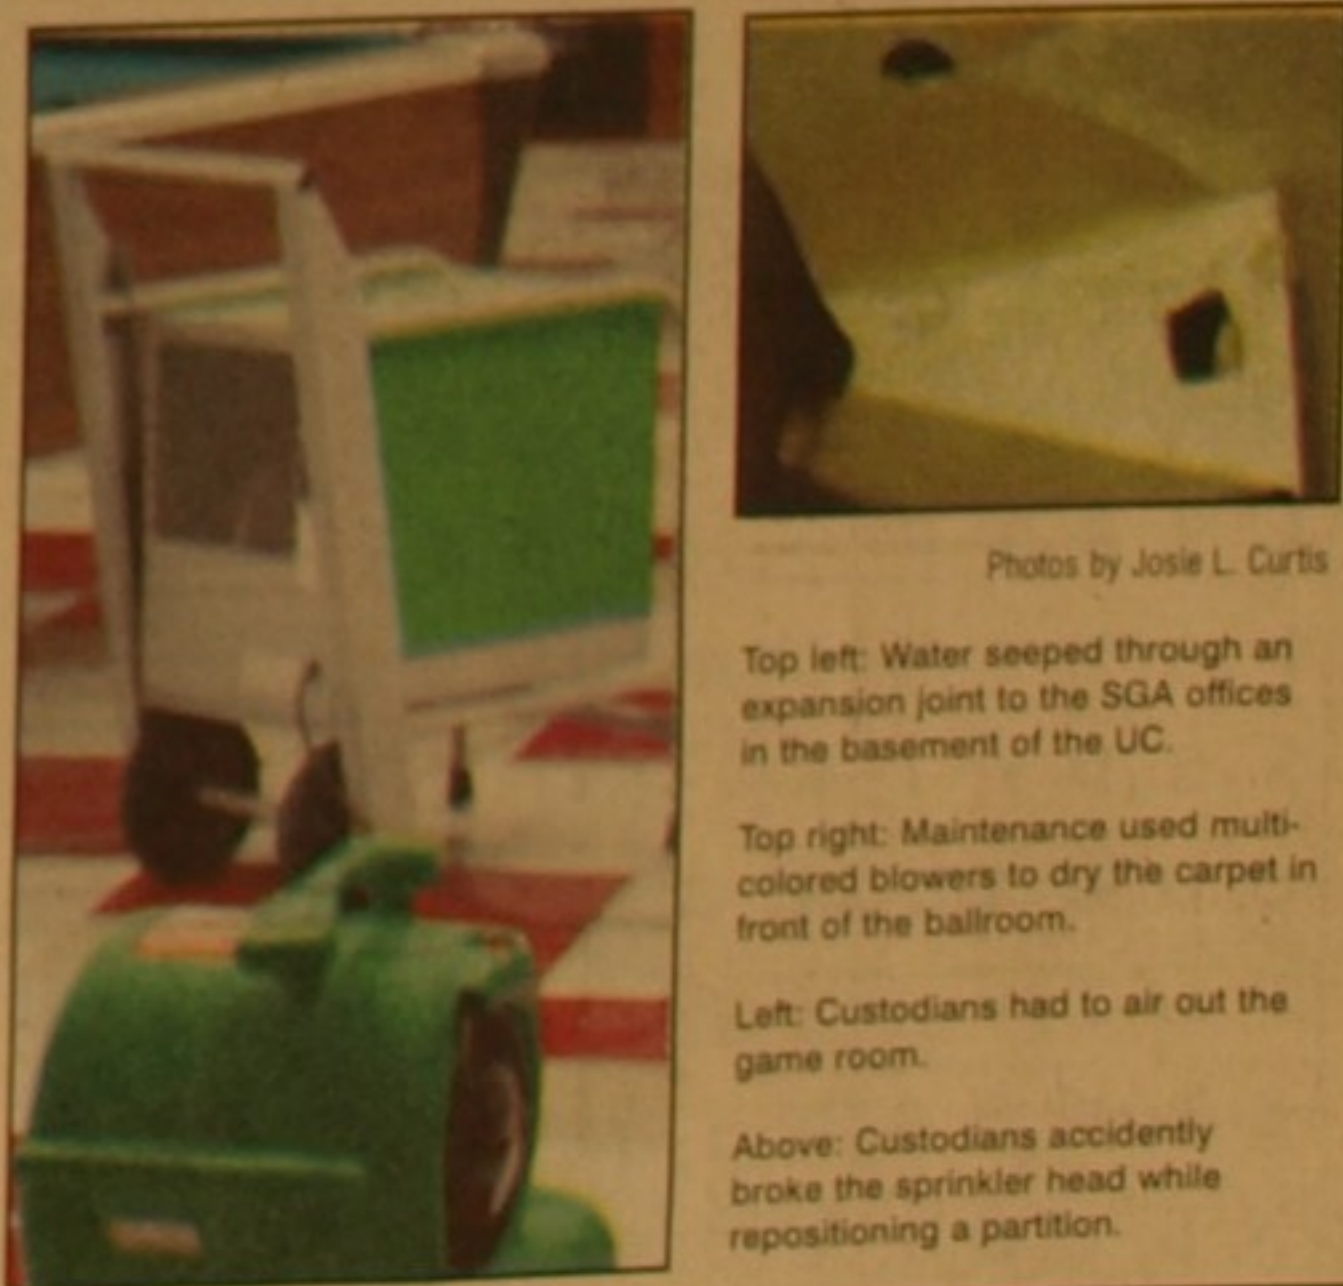 Photos by Josie L. Curtis
Top left: Water seeped through an
expansion joint to the SGA offices
in the basement of the UC.
Top right: Maintenance used multi-
colored blowers to dry the carpet in
front of the ballroom.
Left: Custodians had to air out the
game room.
Above: Custodians accidently
broke the sprinkler head while
repositioning a partition.